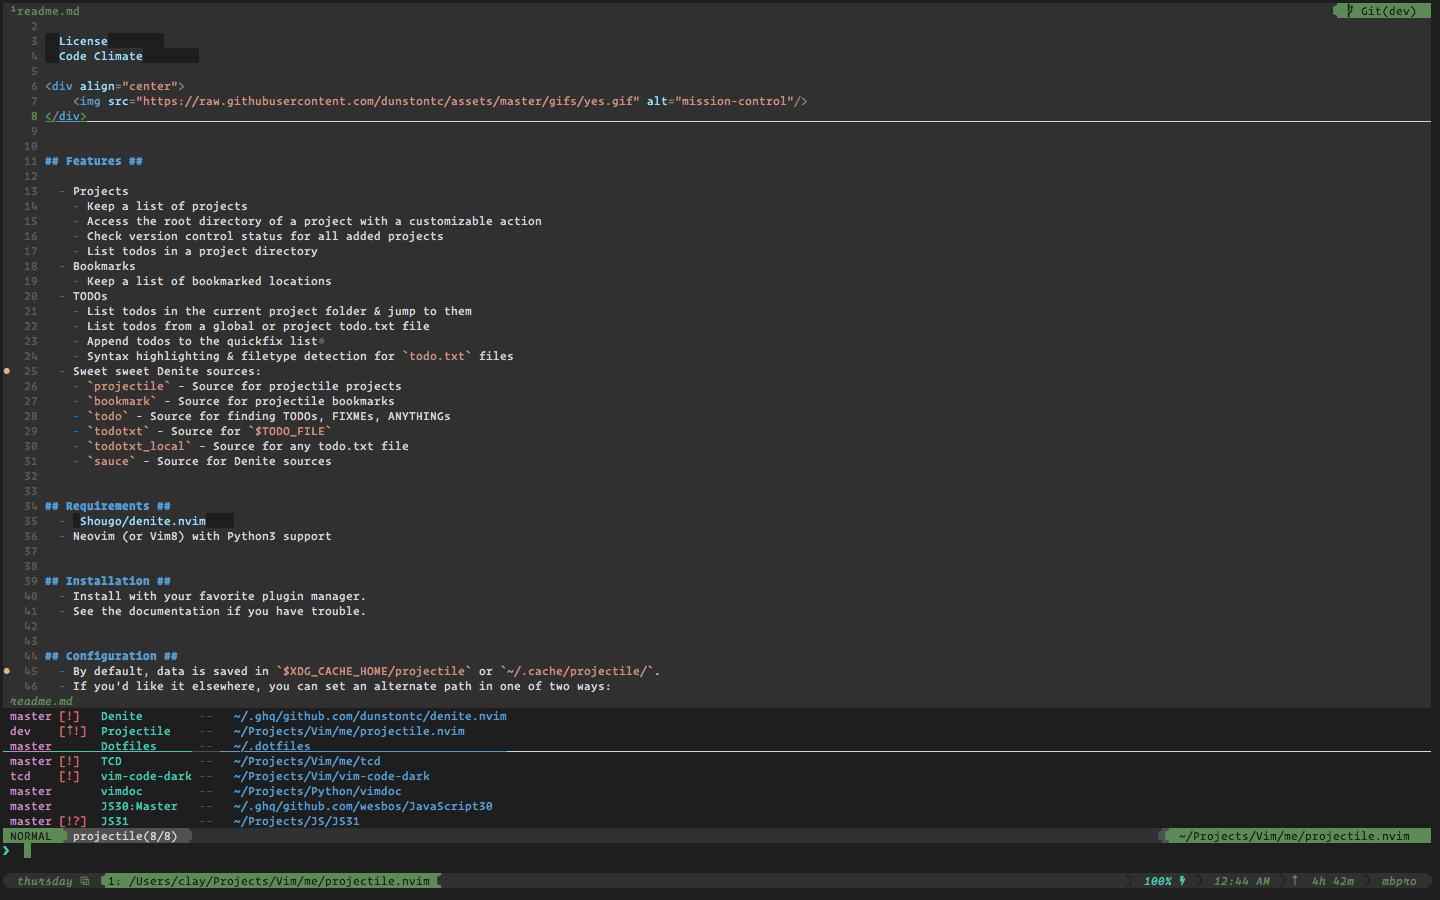 ¹readme.md Git(dev)
2
3 License
4 Code Climate
5
6 <div align="center">
7 <img src="https://raw.githubusercontent.com/dunstontc/assets/master/gifs/yes.gif" alt="mission-control"/>
8 </div>
9
10
11 ## Features ##
12
13 - Projects
14 - Keep a list of projects
15 - Access the root directory of a project with a customizable action
16 - Check version control status for all added projects
17 - List todos in a project directory
18 - Bookmarks
19 - Keep a list of bookmarked locations
20 - TODOs
21 - List todos in the current project folder & jump to them
22 - List todos from a global or project todo.txt file
23 - Append todos to the quickfix list
24 - Syntax highlighting & filetype detection for `todo.txt` files
25 - Sweet sweet Denite sources:
26 - `projectile` - Source for projectile projects
27 - `bookmark` - Source for projectile bookmarks
28 - `todo` - Source for finding TODOs, FIXMEs, ANYTHINGs
29 - `todotxt` - Source for `$TODO_FILE`
30 - `todotxt_local` - Source for any todo.txt file
31 - `sauce` - Source for Denite sources
32
33
34 ## Requirements ##
35 - Shougo/denite.nvim
36 - Neovim (or Vim8) with Python3 support
37
38
39 ## Installation ##
40 - Install with your favorite plugin manager.
41 - See the documentation if you have trouble.
42
43
44 ## Configuration ##
45 - By default, data is saved in `$XDG_CACHE_HOME/projectile` or `~/.cache/projectile/`.
46 - If you'd like it elsewhere, you can set an alternate path in one of two ways:
readme.md
master [!] Denite -- ~/.ghq/github.com/dunstontc/denite.nvim
dev [↑!] Projectile -- ~/Projects/Vim/me/projectile.nvim
master Dotfiles -- ~/.dotfiles
master [!] TCD -- ~/Projects/Vim/me/tcd
tcd [!] vim-code-dark -- ~/Projects/Vim/vim-code-dark
master vimdoc -- ~/Projects/Python/vimdoc
master JS30:Master -- ~/.ghq/github.com/wesbos/JavaScript30
master [!?] JS31 -- ~/Projects/JS/JS31
NORMAL projectile(8/8) ~/Projects/Vim/me/projectile.nvim
❯
thursday 1: /Users/clay/Projects/Vim/me/projectile.nvim 100% 12:44 AM ↑ 4h 42m mbpro